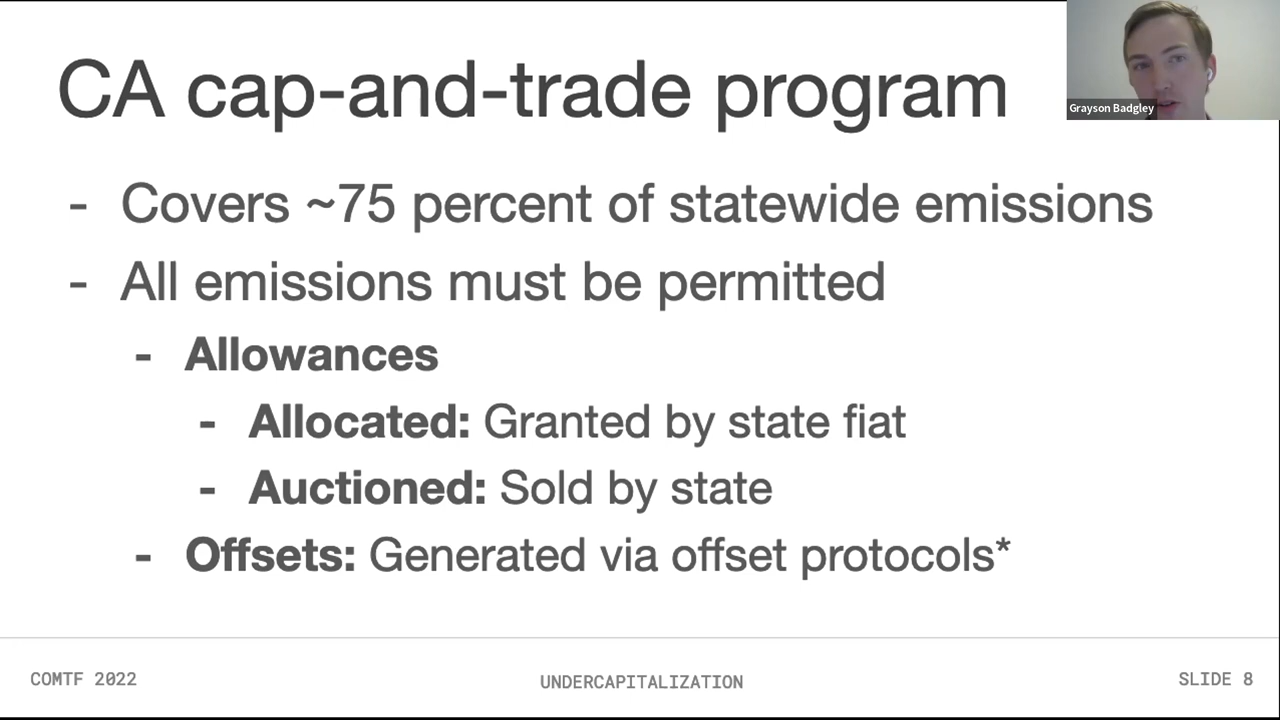 CA cap-and-trade program
Grayson Badgley
- Covers ~75 percent of statewide emissions
- All emissions must be permitted
- Allowances
- Allocated: Granted by state fiat
- Auctioned: Sold by state
- Offsets: Generated via offset protocols*
COMTF 2022
UNDERCAPITALIZATION
SLIDE 8